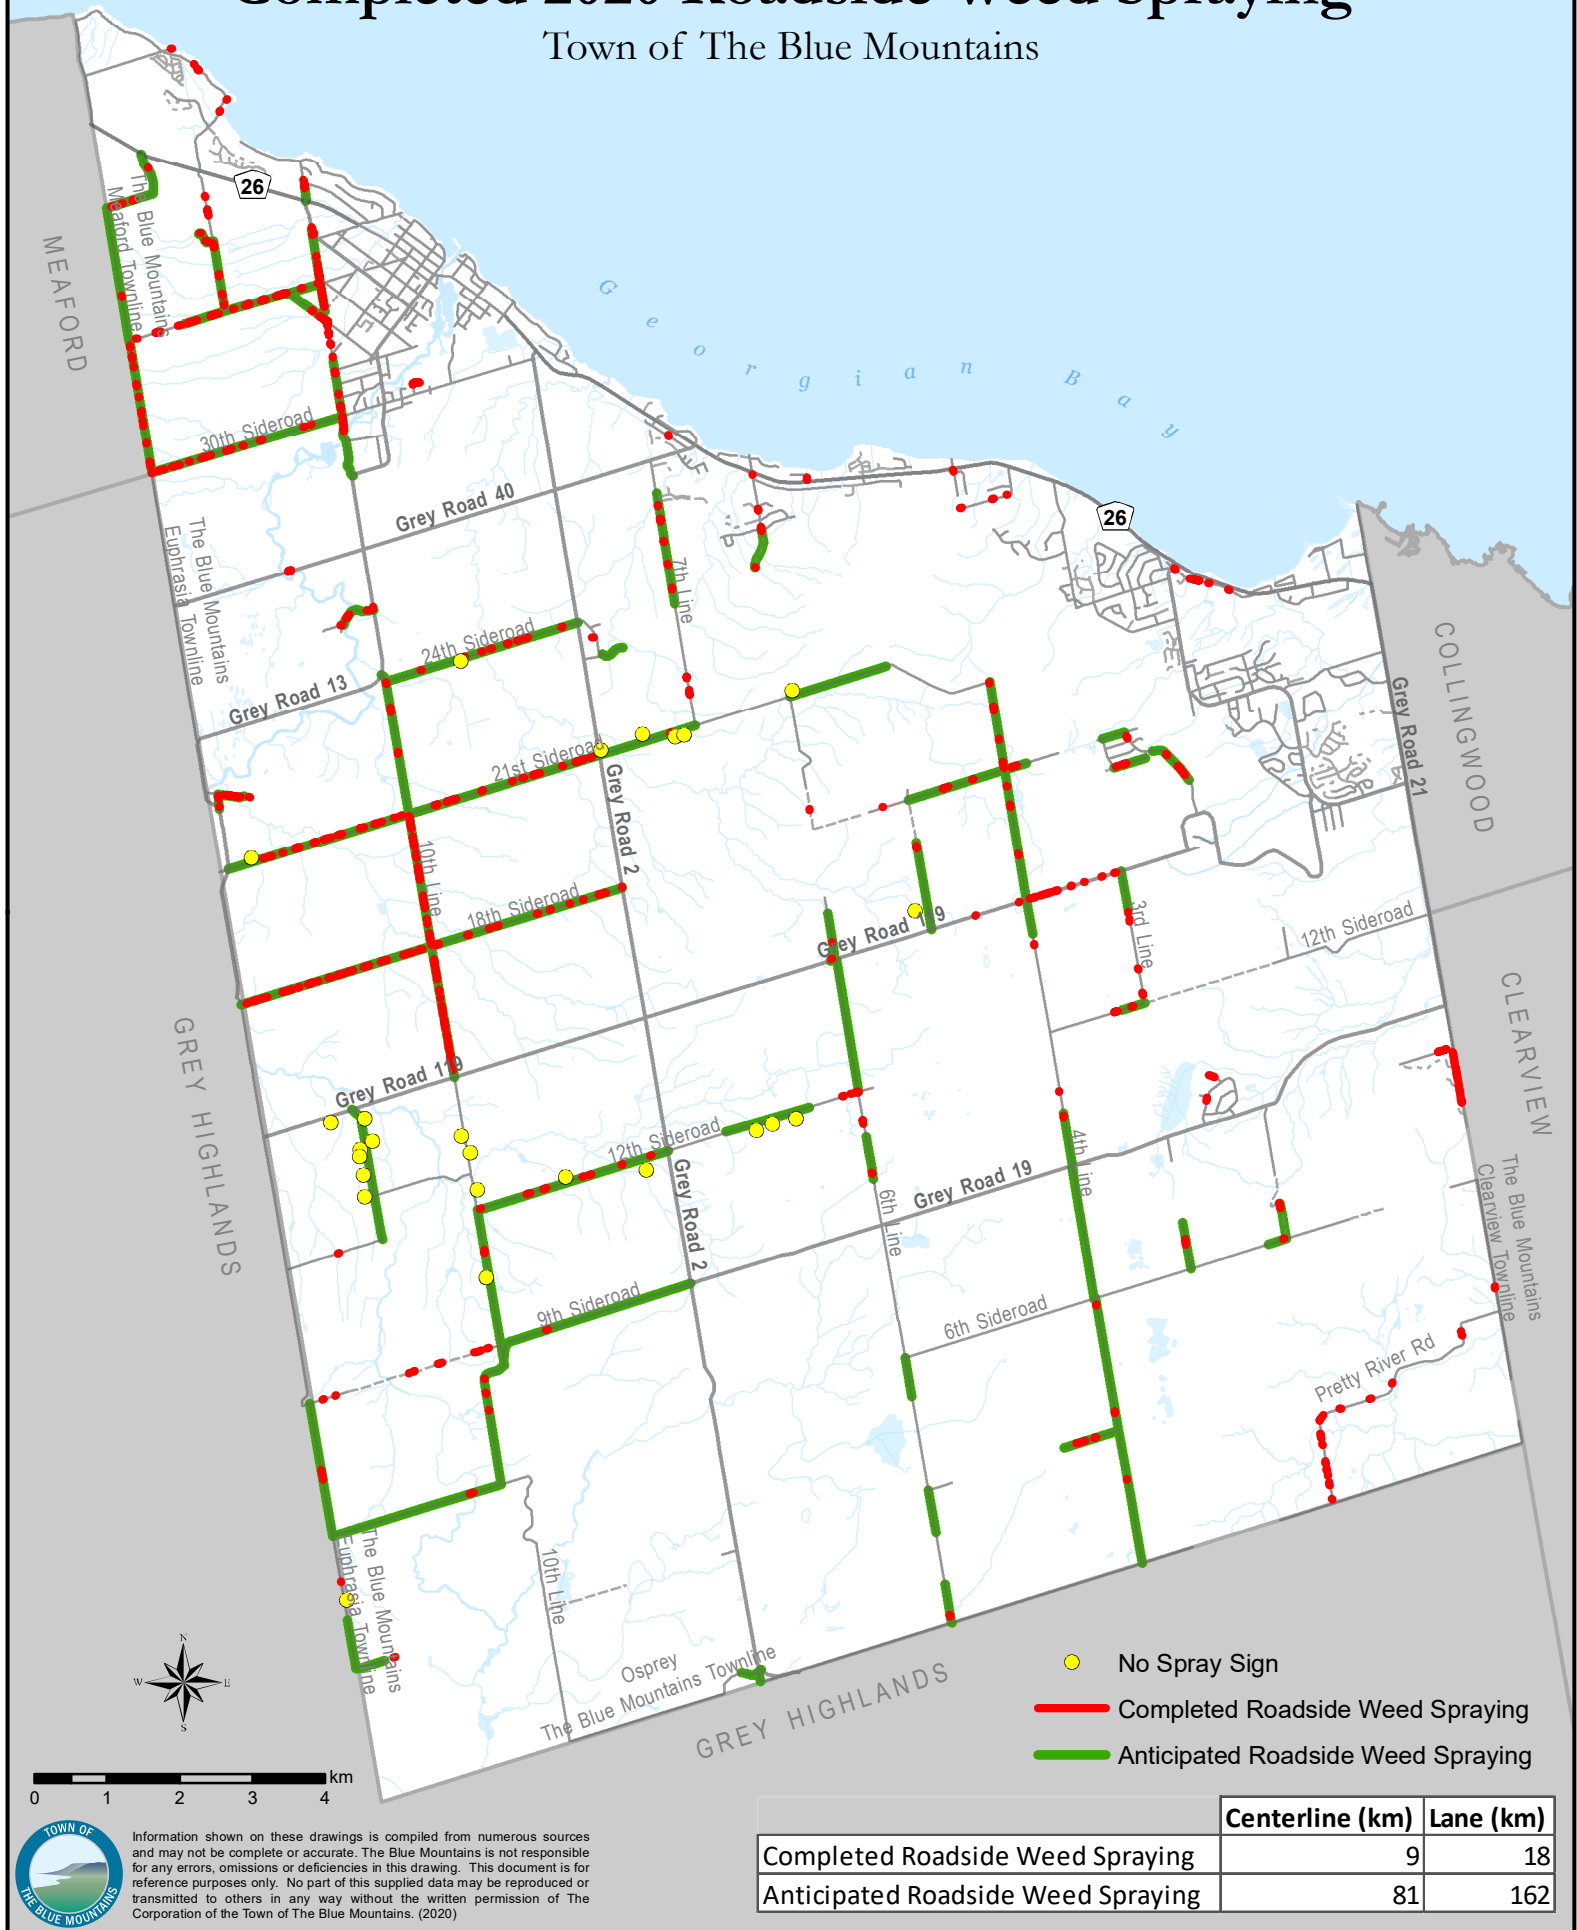 Completed 2020 Roadside Weed Spraying
Town of The Blue Mountains
26
The Blue Mountains
Meaford Townline
MEAFORD
Georgian Bay
30th Sideroad
Grey Road 40
26
The Blue Mountains
Euphrasia Townline
7th Line
24th Sideroad
Grey Road 13
COLLINGWOOD
Grey Road 21
21st Sideroad
Grey Road 2
10th Line
18th Sideroad
3rd Line
Grey Road 119
12th Sideroad
CLEARVIEW
GREY HIGHLANDS
Grey Road 119
12th Sideroad
4th Line
Grey Road 19
Grey Road 2
6th Line
The Blue Mountains
Clearview Townline
9th Sideroad
6th Sideroad
Pretty River Rd
The Blue Mountains
Euphrasia Townline
10th Line
Osprey
The Blue Mountains Townline
GREY HIGHLANDS
N
W E
S
No Spray Sign
Completed Roadside Weed Spraying
Anticipated Roadside Weed Spraying
km
0 1 2 3 4
Centerline (km) Lane (km)
Completed Roadside Weed Spraying 9 18
Anticipated Roadside Weed Spraying 81 162
TOWN OF
THE BLUE MOUNTAINS
Information shown on these drawings is compiled from numerous sources
and may not be complete or accurate. The Blue Mountains is not responsible
for any errors, omissions or deficiencies in this drawing. This document is for
reference purposes only. No part of this supplied data may be reproduced or
transmitted to others in any way without the written permission of The
Corporation of the Town of The Blue Mountains. (2020)